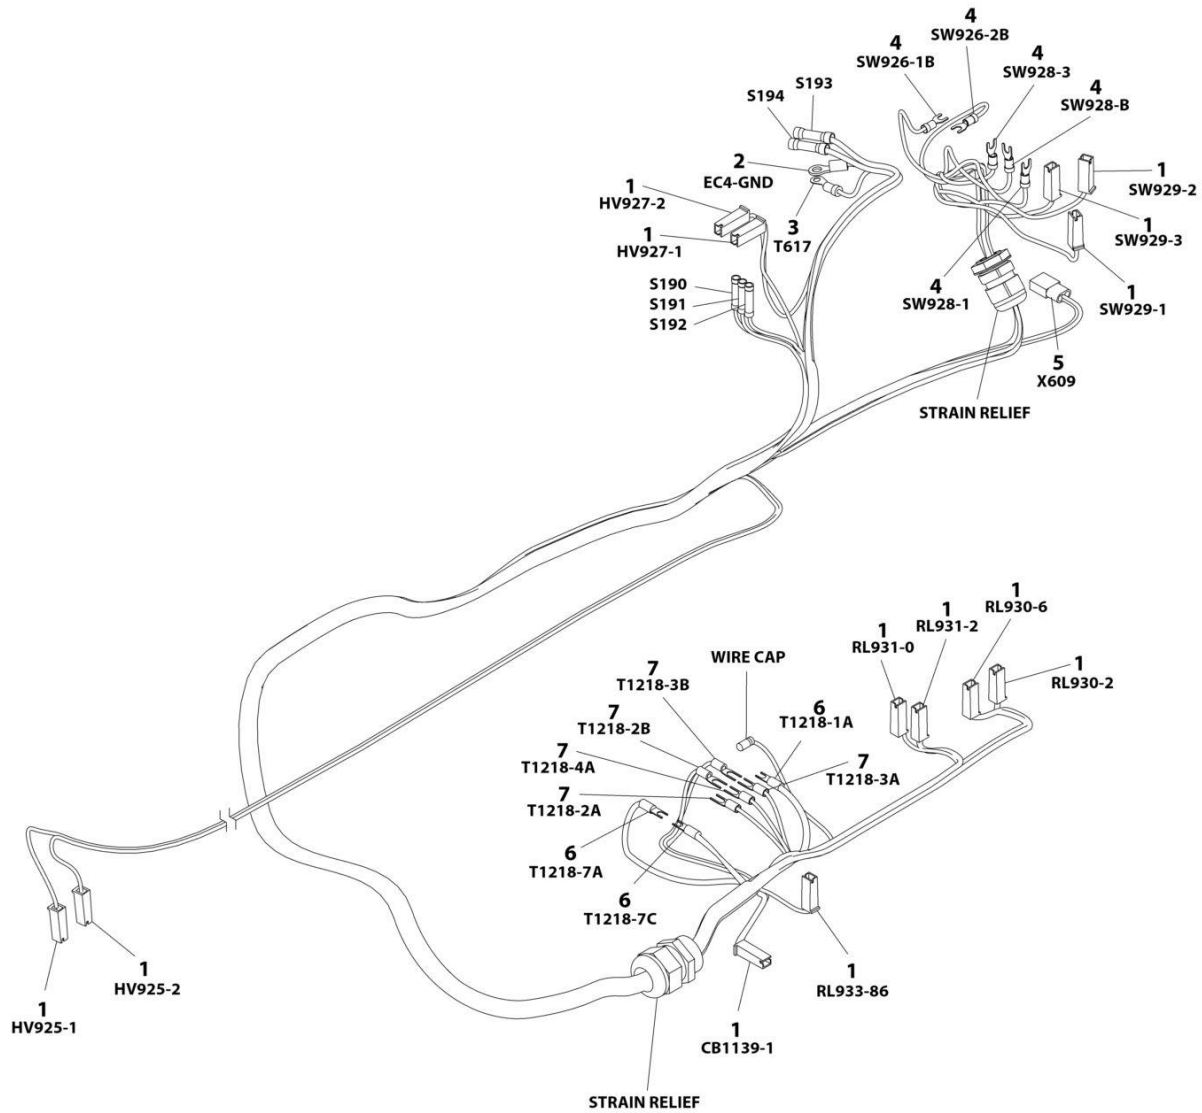 4
SW926-2B
4
SW926-1B
4
SW928-3
4
SW928-B
S193
S194
2
EC4-GND
1
HV927-2
3
T617
1
HV927-1
1
SW929-2
1
SW929-3
4
SW928-1
1
SW929-1
S190
S191
S192
5
X609
STRAIN RELIEF
1
RL930-6
1
RL931-2
1
RL931-0
1
RL930-2
WIRE CAP
7
T1218-3B
6
T1218-1A
7
T1218-2B
7
T1218-4A
7
T1218-3A
7
T1218-2A
6
T1218-7A
6
T1218-7C
1
HV925-2
1
HV925-1
1
RL933-86
1
CB1139-1
STRAIN RELIEF